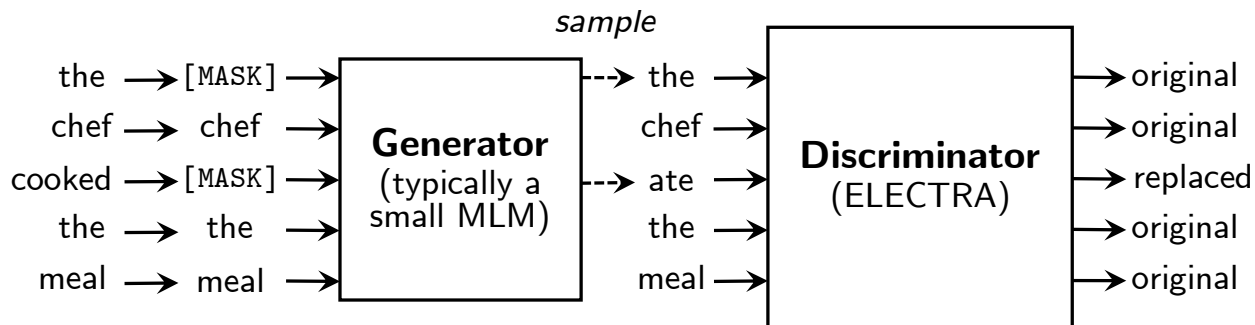 sample
the [MASK] the original
chef chef chef original
cooked [MASK] ate replaced
the the the original
meal meal meal original
Generator
(typically a
small MLM)
Discriminator
(ELECTRA)